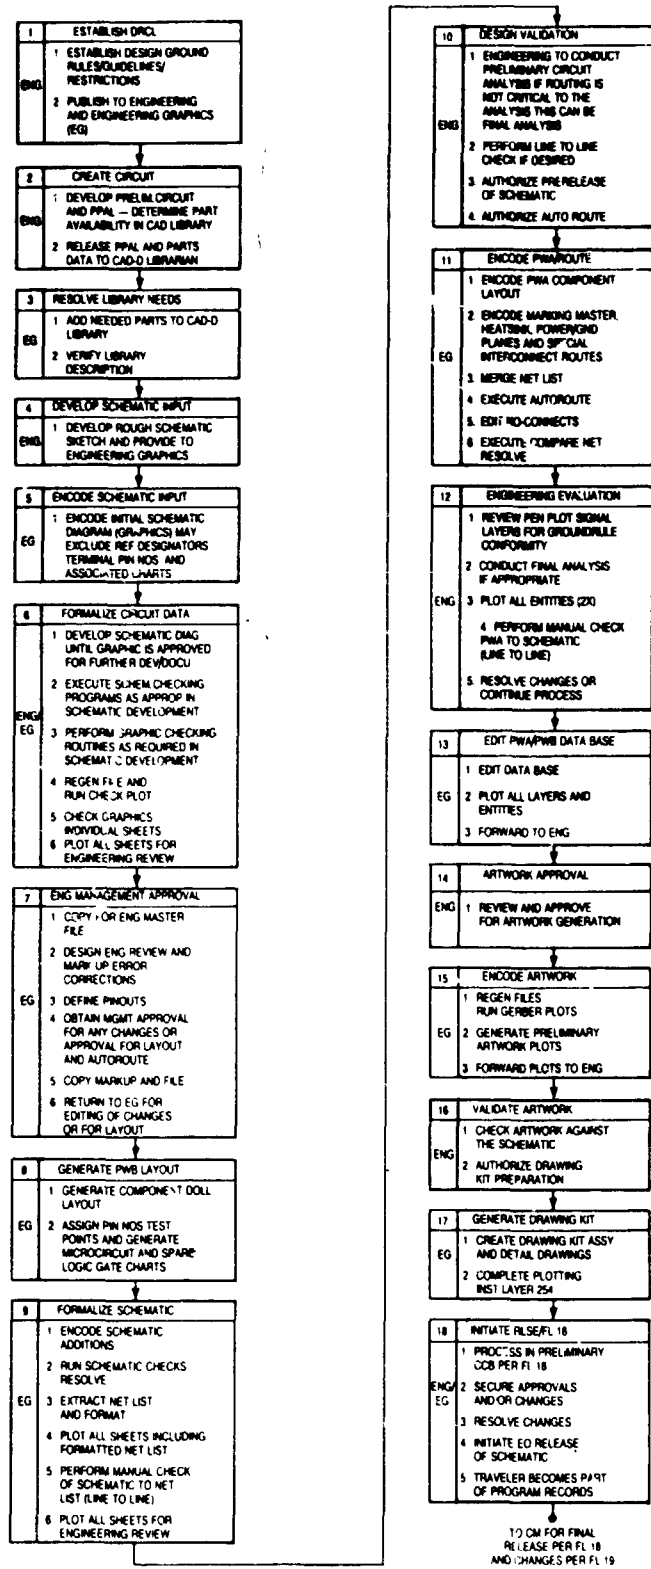 1 ESTABLISH DRCL
ENG
1 ESTABLISH DESIGN GROUND
RULES/GUIDELINES/
RESTRICTIONS
2 PUBLISH TO ENGINEERING
AND ENGINEERING GRAPHICS
(EG)
2 CREATE CIRCUIT
ENG
1 DEVELOP PRELIM.CIRCUIT
AND PPAL — DETERMINE PART
AVAILABILITY IN CAD LIBRARY
2 RELEASE PPAL AND PARTS
DATA TO CAD-D LIBRARIAN
3 RESOLVE LIBRARY NEEDS
EG
1 ADD NEEDED PARTS TO CAD-D
LIBRARY
2 VERIFY LIBRARY
DESCRIPTION
4 DEVELOP SCHEMATIC INPUT
ENG
1 DEVELOP ROUGH SCHEMATIC
SKETCH AND PROVIDE TO
ENGINEERING GRAPHICS
5 ENCODE SCHEMATIC INPUT
EG
1 ENCODE INITIAL SCHEMATIC
DIAGRAM (GRAPHICS) MAY
EXCLUDE REF DESIGNATORS
TERMINAL PIN NOS. AND
ASSOCIATED CHARTS
6 FORMALIZE CIRCUIT DATA
ENG/
EG
1 DEVELOP SCHEMATIC DIAG
UNTIL GRAPHIC IS APPROVED
FOR FURTHER DEV/DOCU
2 EXECUTE SCHEM CHECKING
PROGRAMS AS APPROP IN
SCHEMATIC DEVELOPMENT
3 PERFORM GRAPHIC CHECKING
ROUTINES AS REQUIRED IN
SCHEMATIC DEVELOPMENT
4 REGEN FILE AND
RUN CHECK PLOT
5 CHECK GRAPHICS
INDIVIDUAL SHEETS
6 PLOT ALL SHEETS FOR
ENGINEERING REVIEW
7 ENG MANAGEMENT APPROVAL
EG
1 COPY FOR ENG MASTER
FILE
2 DESIGN ENG REVIEW AND
MARK UP ERROR
CORRECTIONS
3 DEFINE PINOUTS
4 OBTAIN MGMT APPROVAL
FOR ANY CHANGES OR
APPROVAL FOR LAYOUT
AND AUTOROUTE
5 COPY MARKUP AND FILE
6 RETURN TO EG FOR
EDITING OF CHANGES
OR FOR LAYOUT
8 GENERATE PWB LAYOUT
EG
1 GENERATE COMPONENT DOLL
LAYOUT
2 ASSIGN PIN NOS TEST
POINTS AND GENERATE
MICROCIRCUIT AND SPARE
LOGIC GATE CHARTS
9 FORMALIZE SCHEMATIC
EG
1 ENCODE SCHEMATIC
ADDITIONS
2 RUN SCHEMATIC CHECKS
RESOLVE
3 EXTRACT NET LIST
AND FORMAT
4 PLOT ALL SHEETS INCLUDING
FORMATTED NET LIST
5 PERFORM MANUAL CHECK
OF SCHEMATIC TO NET
LIST (LINE TO LINE)
6 PLOT ALL SHEETS FOR
ENGINEERING REVIEW
10 DESIGN VALIDATION
ENG
1 ENGINEERING TO CONDUCT
PRELIMINARY CIRCUIT
ANALYSIS IF ROUTING IS
NOT CRITICAL TO THE
ANALYSIS THIS CAN BE
FINAL ANALYSIS
2 PERFORM LINE TO LINE
CHECK IF DESIRED
3. AUTHORIZE PRERELEASE
OF SCHEMATIC
4. AUTHORIZE AUTO ROUTE
11 ENCODE PWA/ROUTE
EG
1 ENCODE PWA COMPONENT
LAYOUT
2 ENCODE MARKING MASTER,
HEATSINK, POWER/GND
PLANES AND SPECIAL
INTERCONNECT ROUTES
3. MERGE NET LIST
4 EXECUTE AUTOROUTE
5. EDIT NO-CONNECTS
6 EXECUTE COMPARE NET
RESOLVE
12 ENGINEERING EVALUATION
ENG
1 REVIEW PEN PLOT SIGNAL
LAYERS FOR GROUNDRULE
CONFORMITY
2 CONDUCT FINAL ANALYSIS
IF APPROPRIATE
3 PLOT ALL ENTITIES (2X)
4 PERFORM MANUAL CHECK
PWA TO SCHEMATIC
(LINE TO LINE)
5. RESOLVE CHANGES OR
CONTINUE PROCESS
13 EDIT PWA/PWB DATA BASE
EG
1 EDIT DATA BASE
2 PLOT ALL LAYERS AND
ENTITIES
3 FORWARD TO ENG
14 ARTWORK APPROVAL
ENG
1 REVIEW AND APPROVE
FOR ARTWORK GENERATION
15 ENCODE ARTWORK
EG
1 REGEN FILES
RUN GERBER PLOTS
2 GENERATE PRELIMINARY
ARTWORK PLOTS
3 FORWARD PLOTS TO ENG
16 VALIDATE ARTWORK
ENG
1 CHECK ARTWORK AGAINST
THE SCHEMATIC
2 AUTHORIZE DRAWING
KIT PREPARATION
17 GENERATE DRAWING KIT
EG
1 CREATE DRAWING KIT ASSY
AND DETAIL DRAWINGS
2 COMPLETE PLOTTING
INST LAYER 254
18 INITIATE RLSE/FL 18
ENG/
EG
1 PROCESS IN PRELIMINARY
CCB PER FL 18
2 SECURE APPROVALS
AND/OR CHANGES
3 RESOLVE CHANGES
4 INITIATE EO RELEASE
OF SCHEMATIC
5 TRAVELER BECOMES PART
OF PROGRAM RECORDS
TO CM FOR FINAL
RELEASE PER FL 18
AND CHANGES PER FL 19